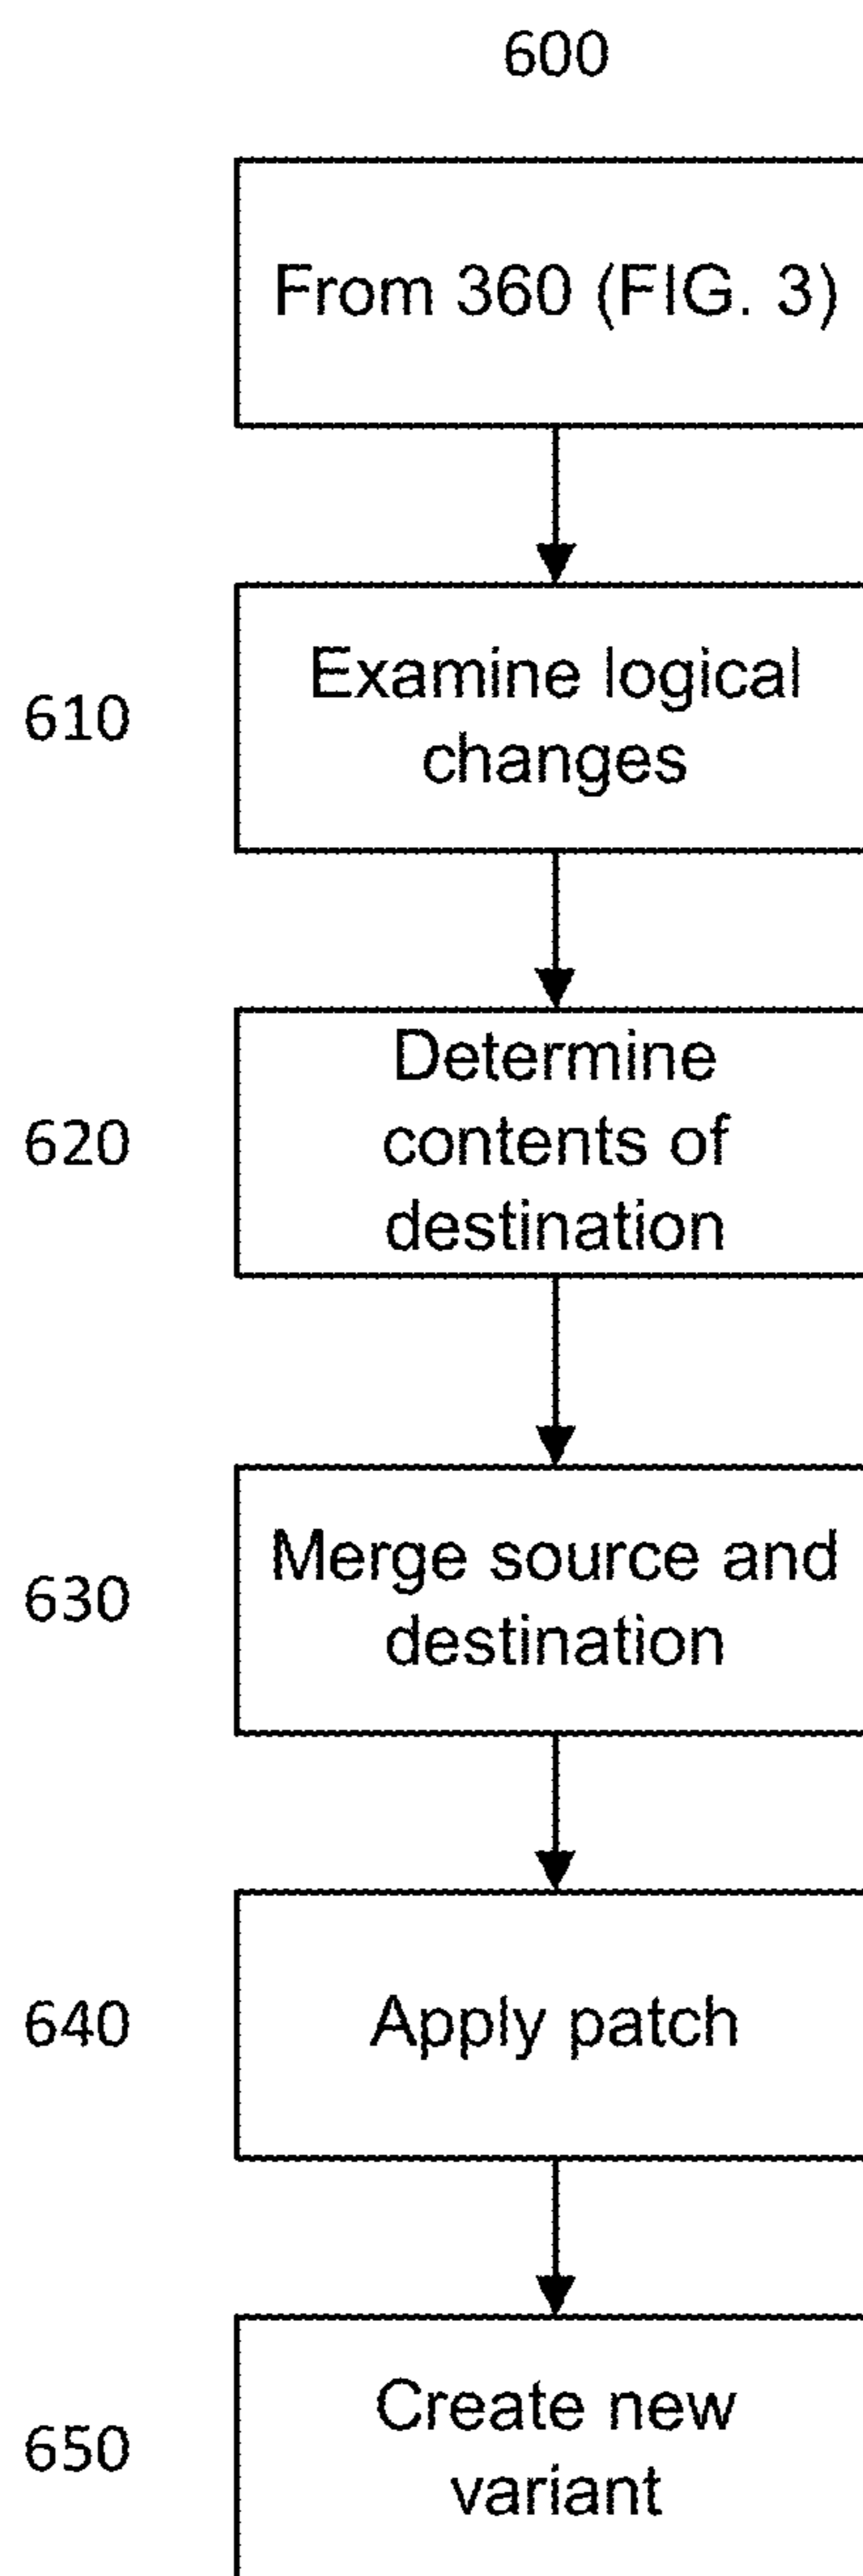 600
From 360 (FIG. 3)
610
Examine logical
changes
620
Determine
contents of
destination
630
Merge source and
destination
640
Apply patch
650
Create new
variant